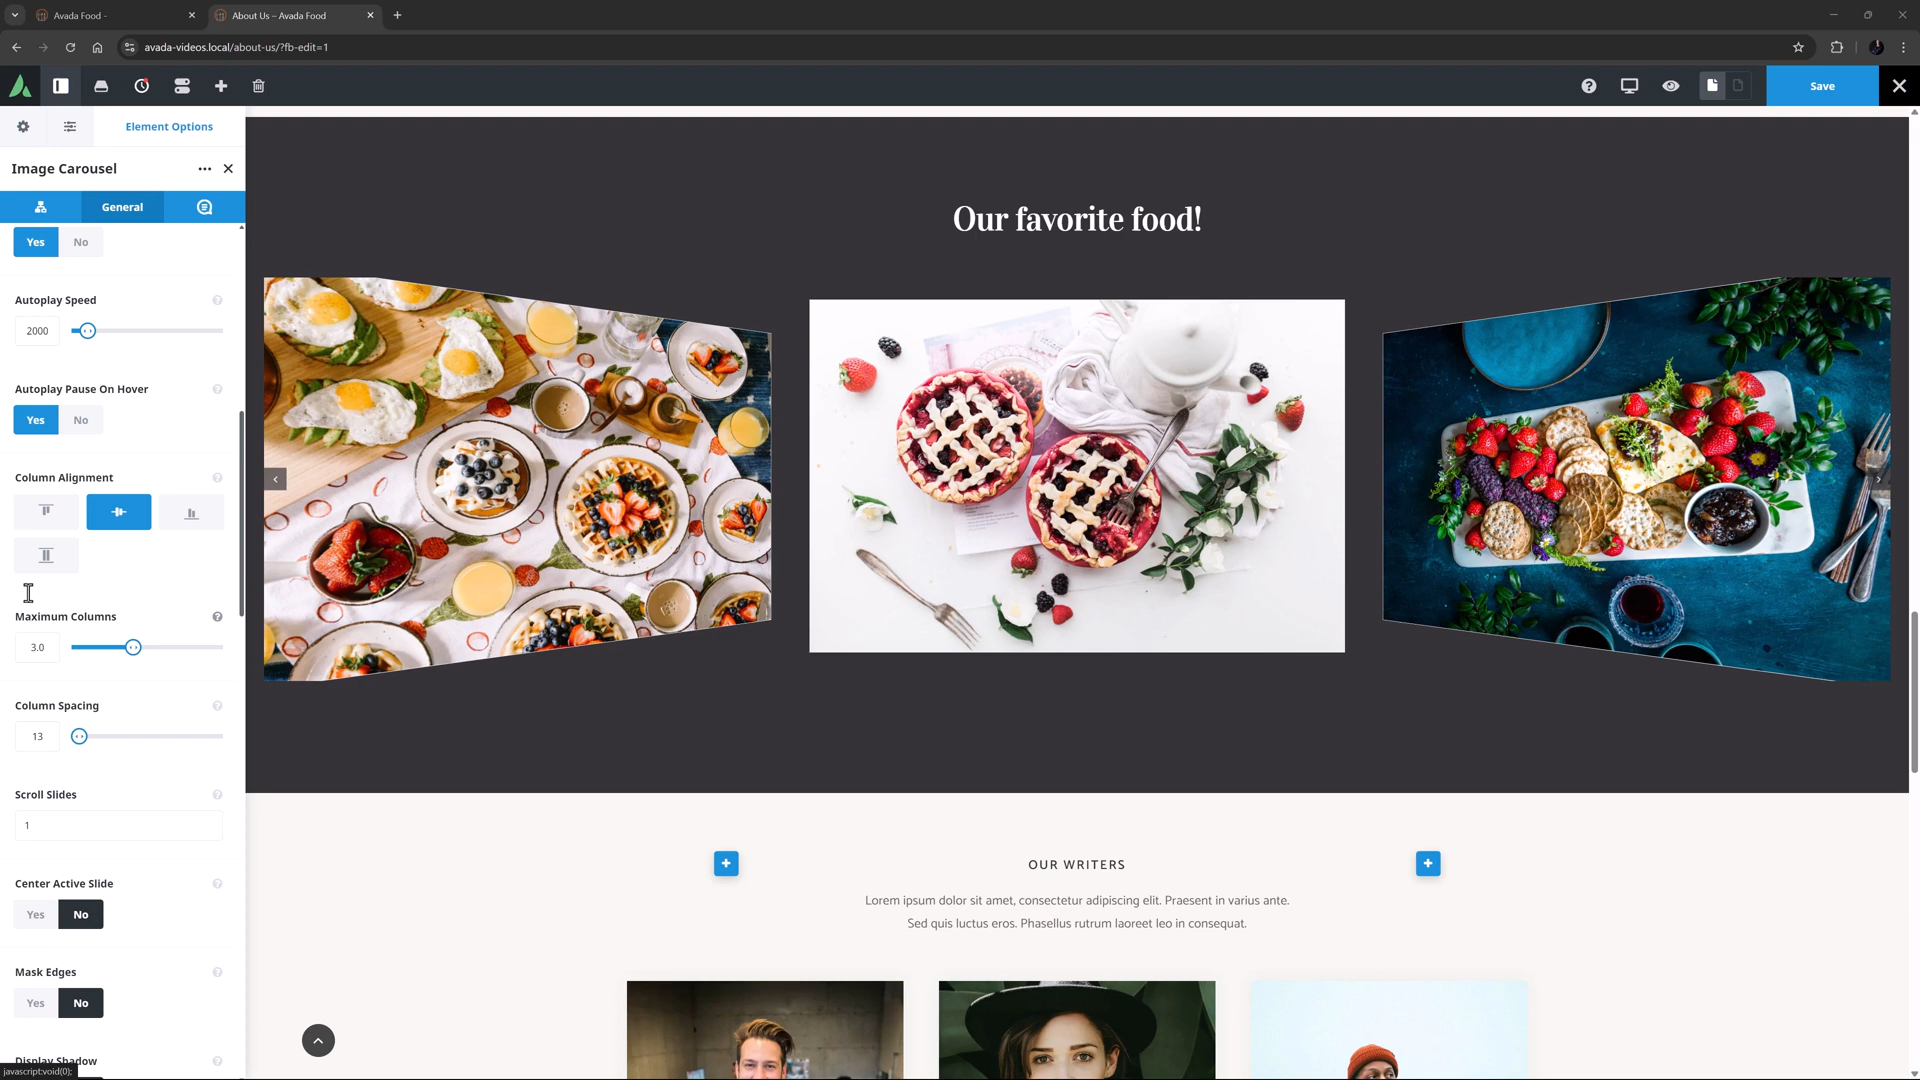 Avada Food -
About Us – Avada Food
avada-videos.local/about-us/?fb-edit=1
Save
Element Options
Image Carousel
General
Yes
No
Autoplay Speed
2000
Autoplay Pause On Hover
Yes
No
Column Alignment
Maximum Columns
3.0
Column Spacing
13
Scroll Slides
1
Center Active Slide
Yes
No
Mask Edges
Yes
No
Display Shadow
javascript:void(0);
Our favorite food!
OUR WRITERS
Lorem ipsum dolor sit amet, consectetur adipiscing elit. Praesent in varius ante.
Sed quis luctus eros. Phasellus rutrum laoreet leo in consequat.